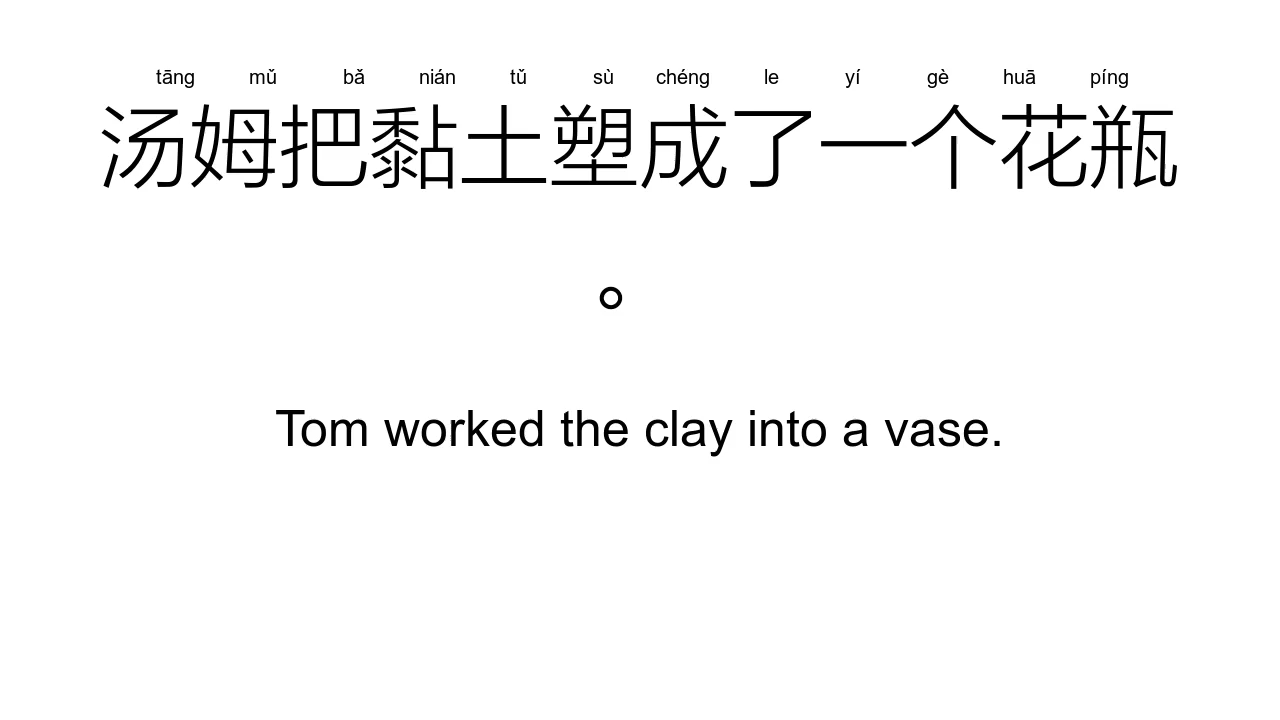 tāng mǔ bǎ nián tǔ sù chéng le yí gè huā píng
汤姆把黏土塑成了一个花瓶
。
Tom worked the clay into a vase.